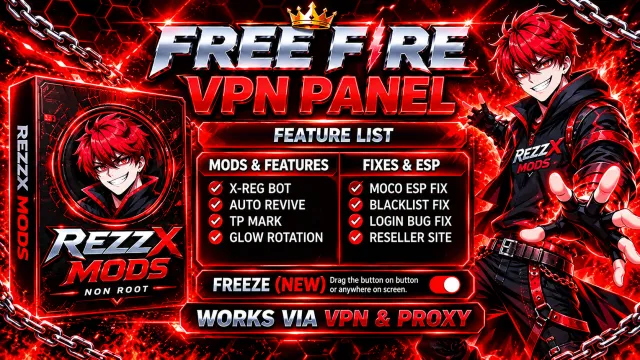 FREE FIRE
VPN PANEL
FEATURE LIST
MODS & FEATURES
X-REG BOT
AUTO REVIVE
TP MARK
GLOW ROTATION
FIXES & ESP
MOCO ESP FIX
BLACKLIST FIX
LOGIN BUG FIX
RESELLER SITE
FREEZE (NEW)
Drag the button on button
or anywhere on screen.
WORKS VIA VPN & PROXY
REZZX MODS
REZZX
MODS
NON ROOT
REZZX
MODS